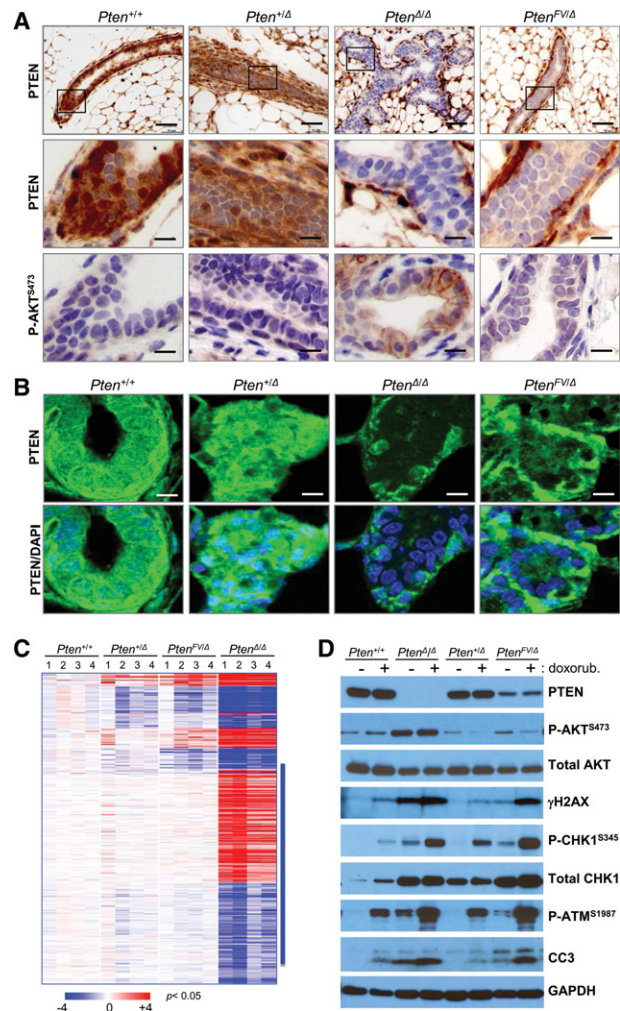 A
Pten+/+ Pten+/Δ PtenΔ/Δ PtenFV/Δ
PTEN
PTEN
P-AKTS473
B
Pten+/+ Pten+/Δ PtenΔ/Δ PtenFV/Δ
PTEN
PTEN/DAPI
C
Pten+/+ Pten+/Δ PtenFV/Δ PtenΔ/Δ
1 2 3 4 1 2 3 4 1 2 3 4 1 2 3 4
-4 0 +4 p< 0.05
D
Pten+/+ PtenΔ/Δ Pten+/Δ PtenFV/Δ
- + - + - + - + : doxorub.
PTEN
P-AKTS473
Total AKT
γH2AX
P-CHK1S345
Total CHK1
P-ATMS1987
CC3
GAPDH